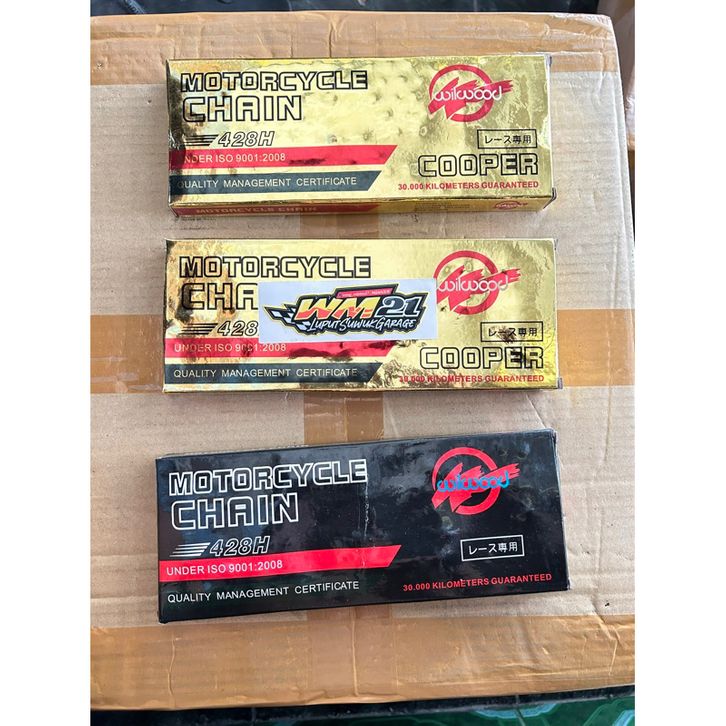 MOTORCYCLE
CHAIN
428H
UNDER ISO 9001:2008
QUALITY MANAGEMENT CERTIFICATE
wilwood
レース専用
COOPER
30.000 KILOMETERS GUARANTEED
MOTORCYCLE CHAIN
MOTORCYCLE
CHA
428
UNDER ISO 9001:2008
QUALITY MANAGEMENT CERTIFICATE
WM21
LUPUTSUWUKGARAGE
wilwood
レース専用
COOPER
30.000 KILOMETERS GUARANTEED
MOTORCYCLE
CHAIN
428H
UNDER ISO 9001:2008
QUALITY MANAGEMENT CERTIFICATE
wilwood
レース専用
30.000 KILOMETERS GUARANTEED